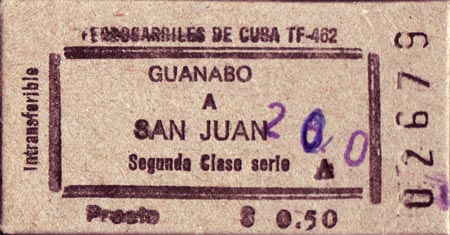 FERROCARRILES DE CUBA TF-462
GUANABO
A
SAN JUAN
200
Segunda Clase serie A
Precio $ 0.50
Intransferible
02679